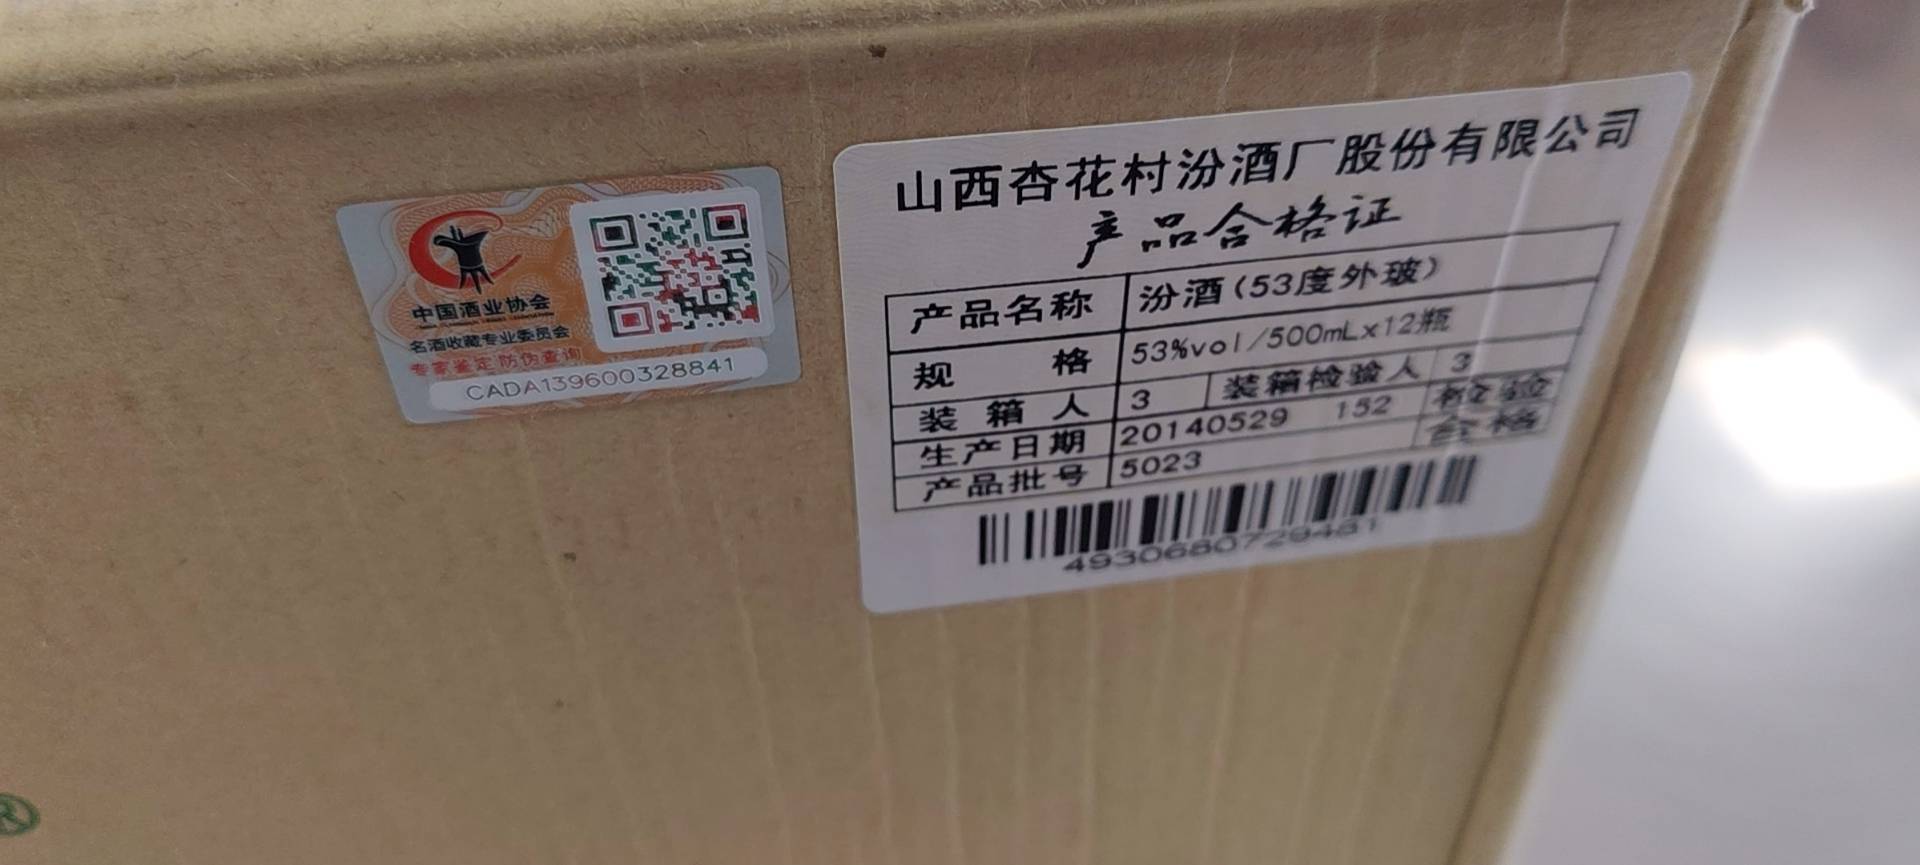 中国酒业协会
名酒收藏专业委员会
专家鉴定防伪查询
CADA139600328841
山西杏花村汾酒厂股份有限公司
产品合格证
产品名称 汾酒(53度外玻)
规格 53%vol/500mLx12瓶
装箱人 3 装箱检验人 3
生产日期 20140529 152 检验
产品批号 5023 合格
4930680729481
®